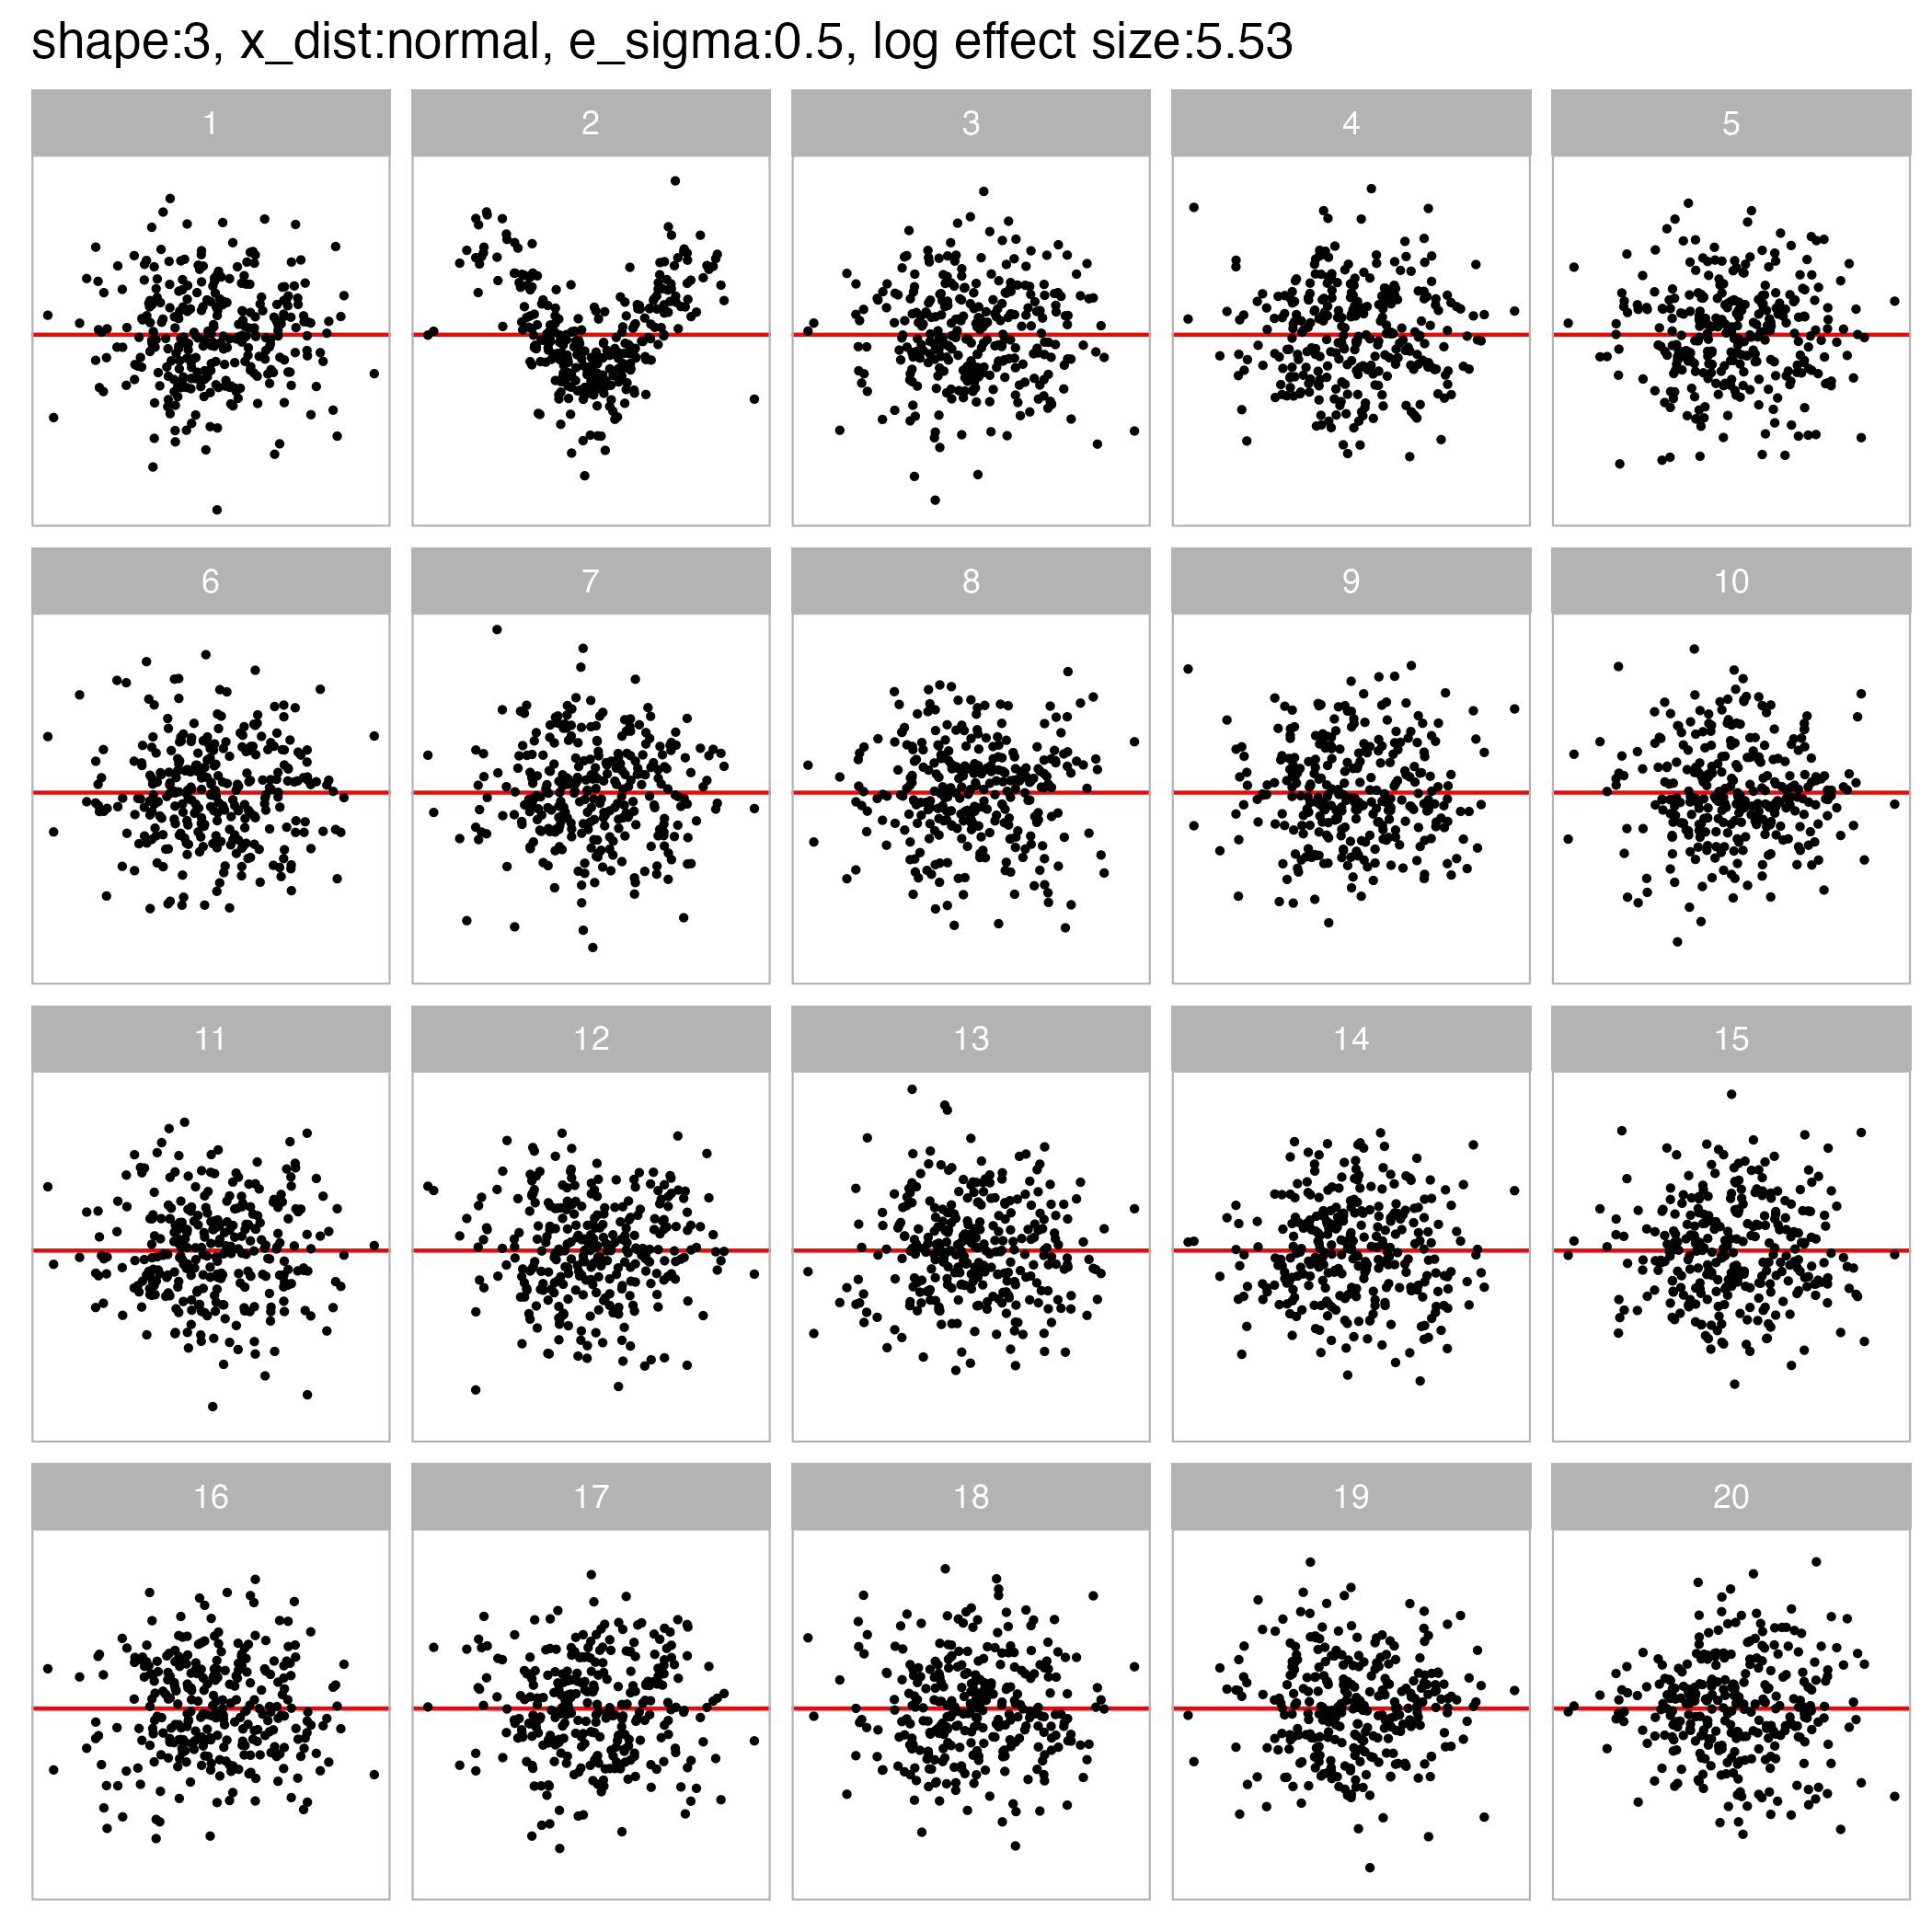 shape:3, x_dist:normal, e_sigma:0.5, log effect size:5.53
1 2 3 4 5
6 7 8 9 10
11 12 13 14 15
16 17 18 19 20